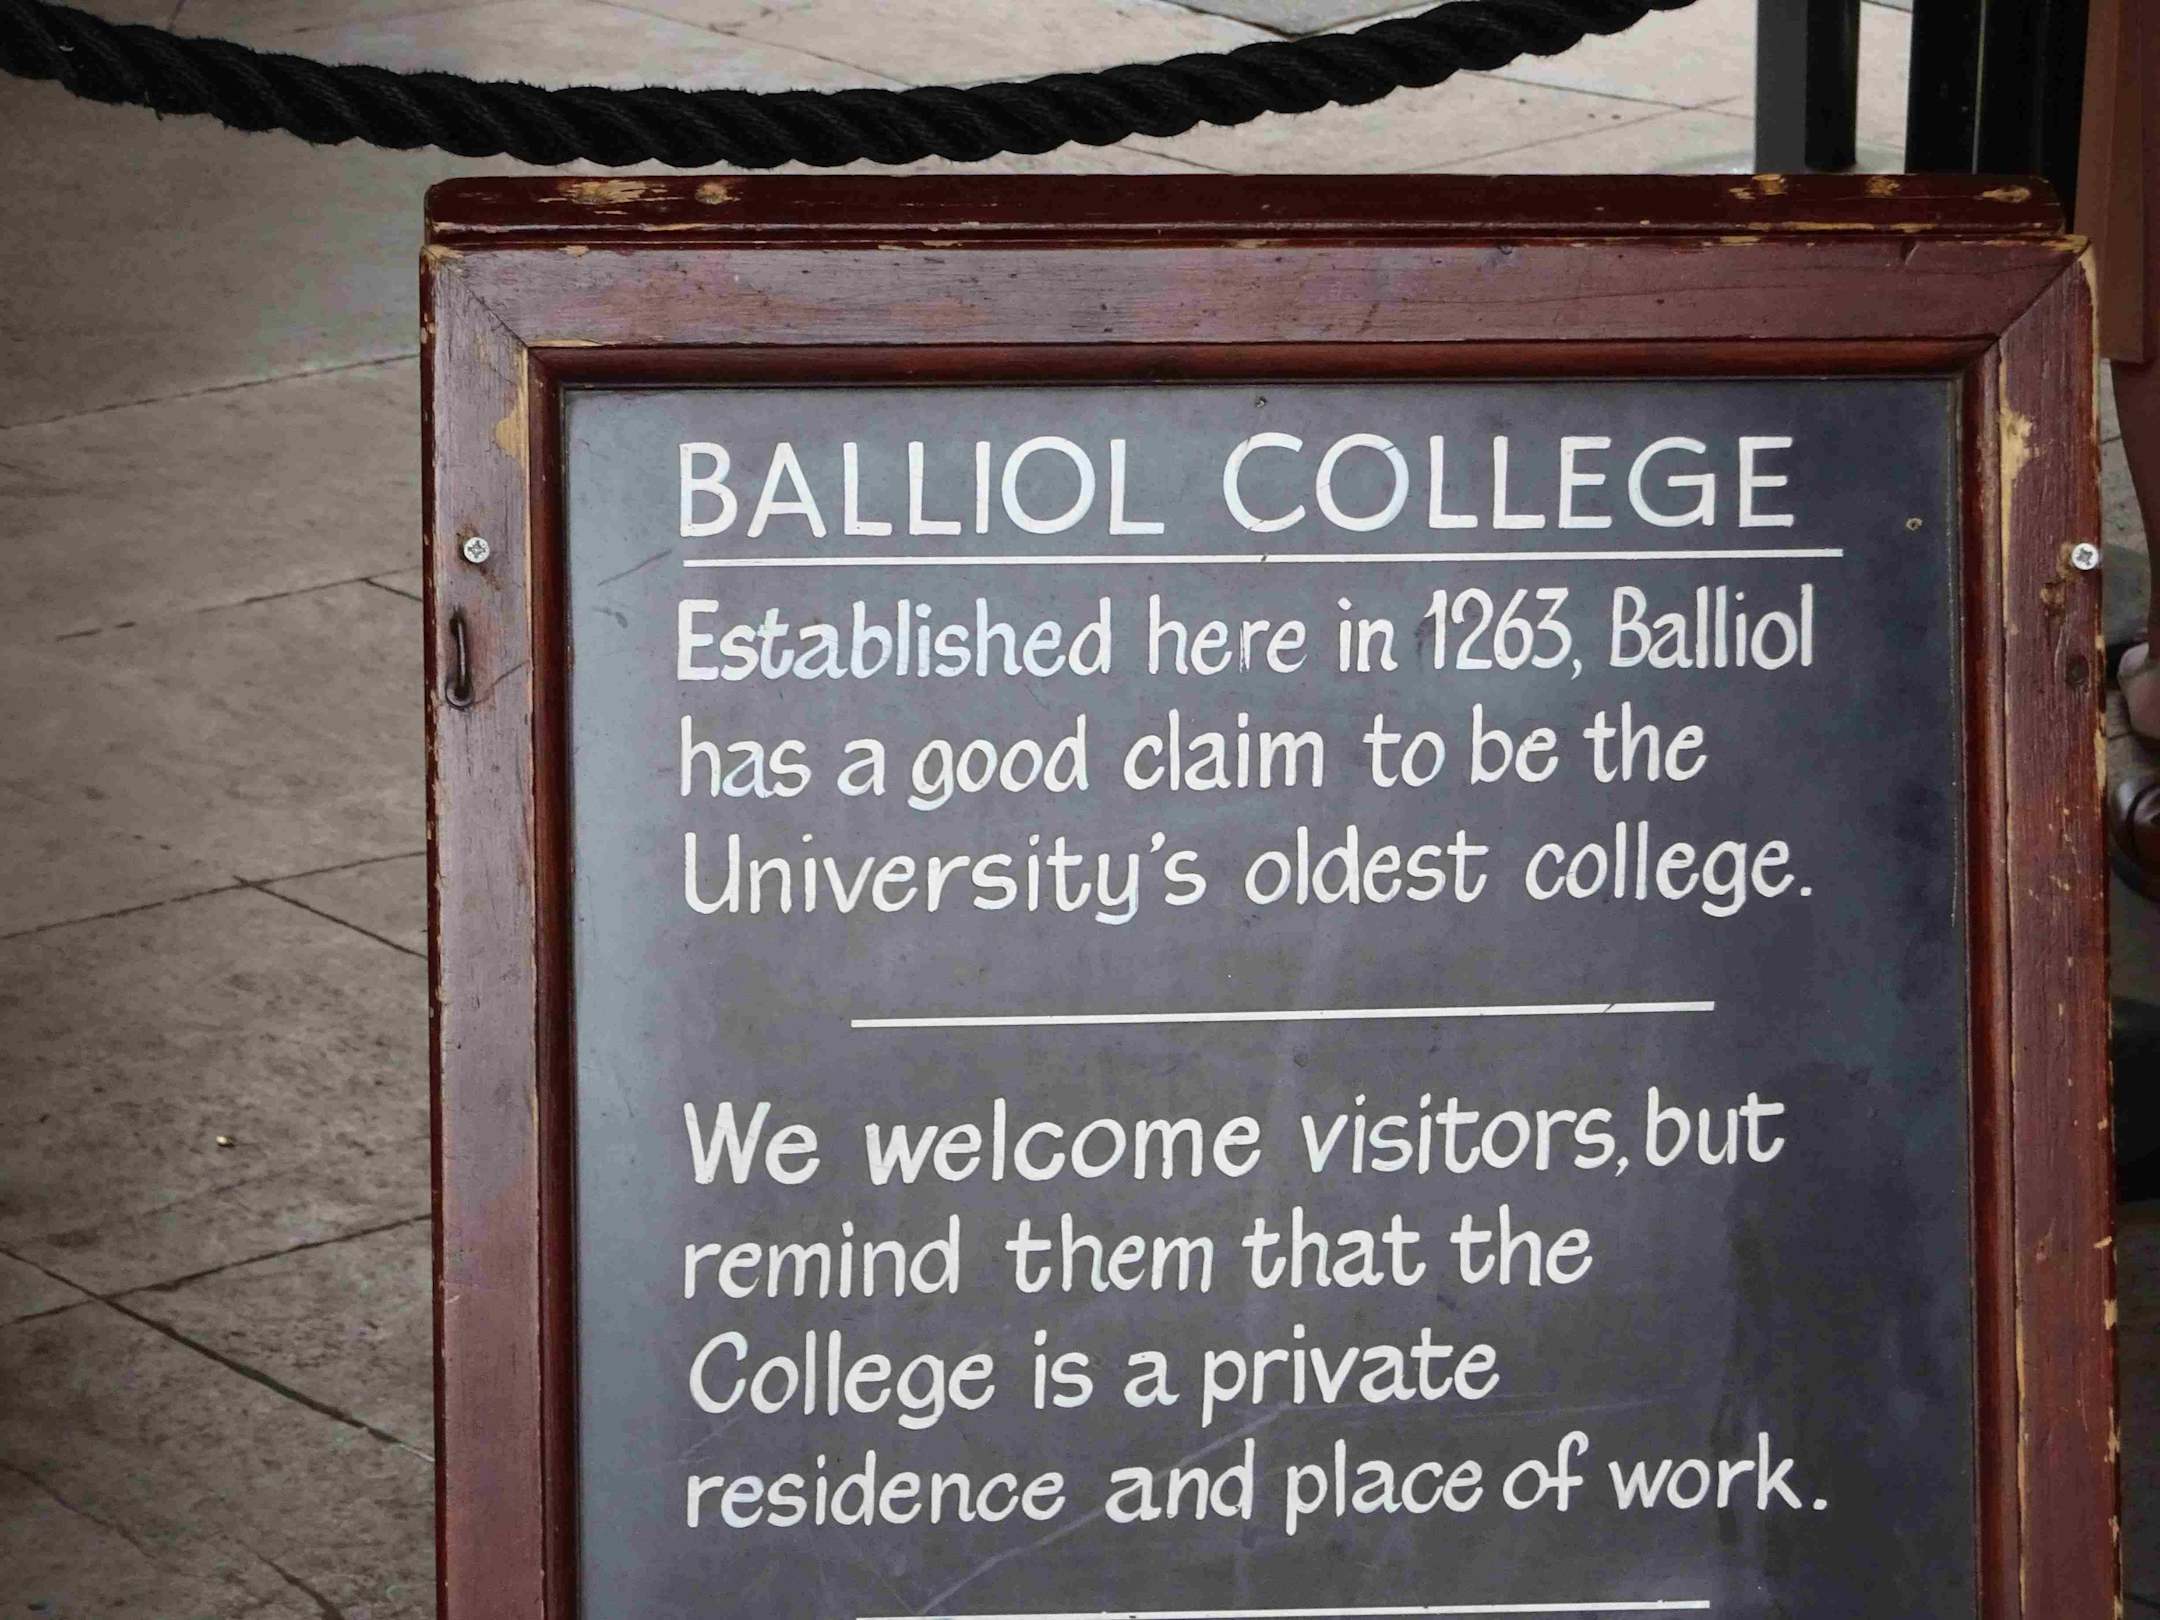 BALLIOL COLLEGE
Established here in 1263, Balliol
has a good claim to be the
University's oldest college.
We welcome visitors, but
remind them that the
College is a private
residence and place of work.